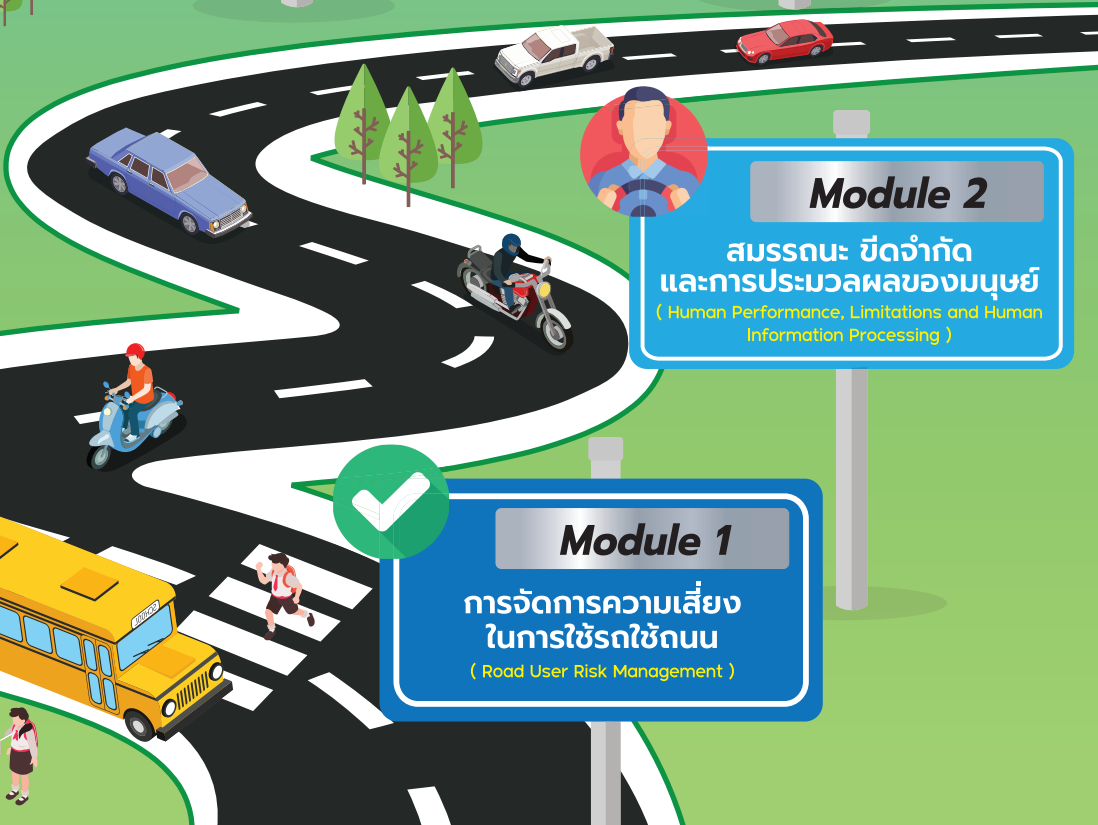 Module 2
สมรรถนะ ขีดจำกัด
และการประมวลผลของมนุษย์
( Human Performance, Limitations and Human
Information Processing )
Module 1
การจัดการความเสี่ยง
ในการใช้รถใช้ถนน
( Road User Risk Management )